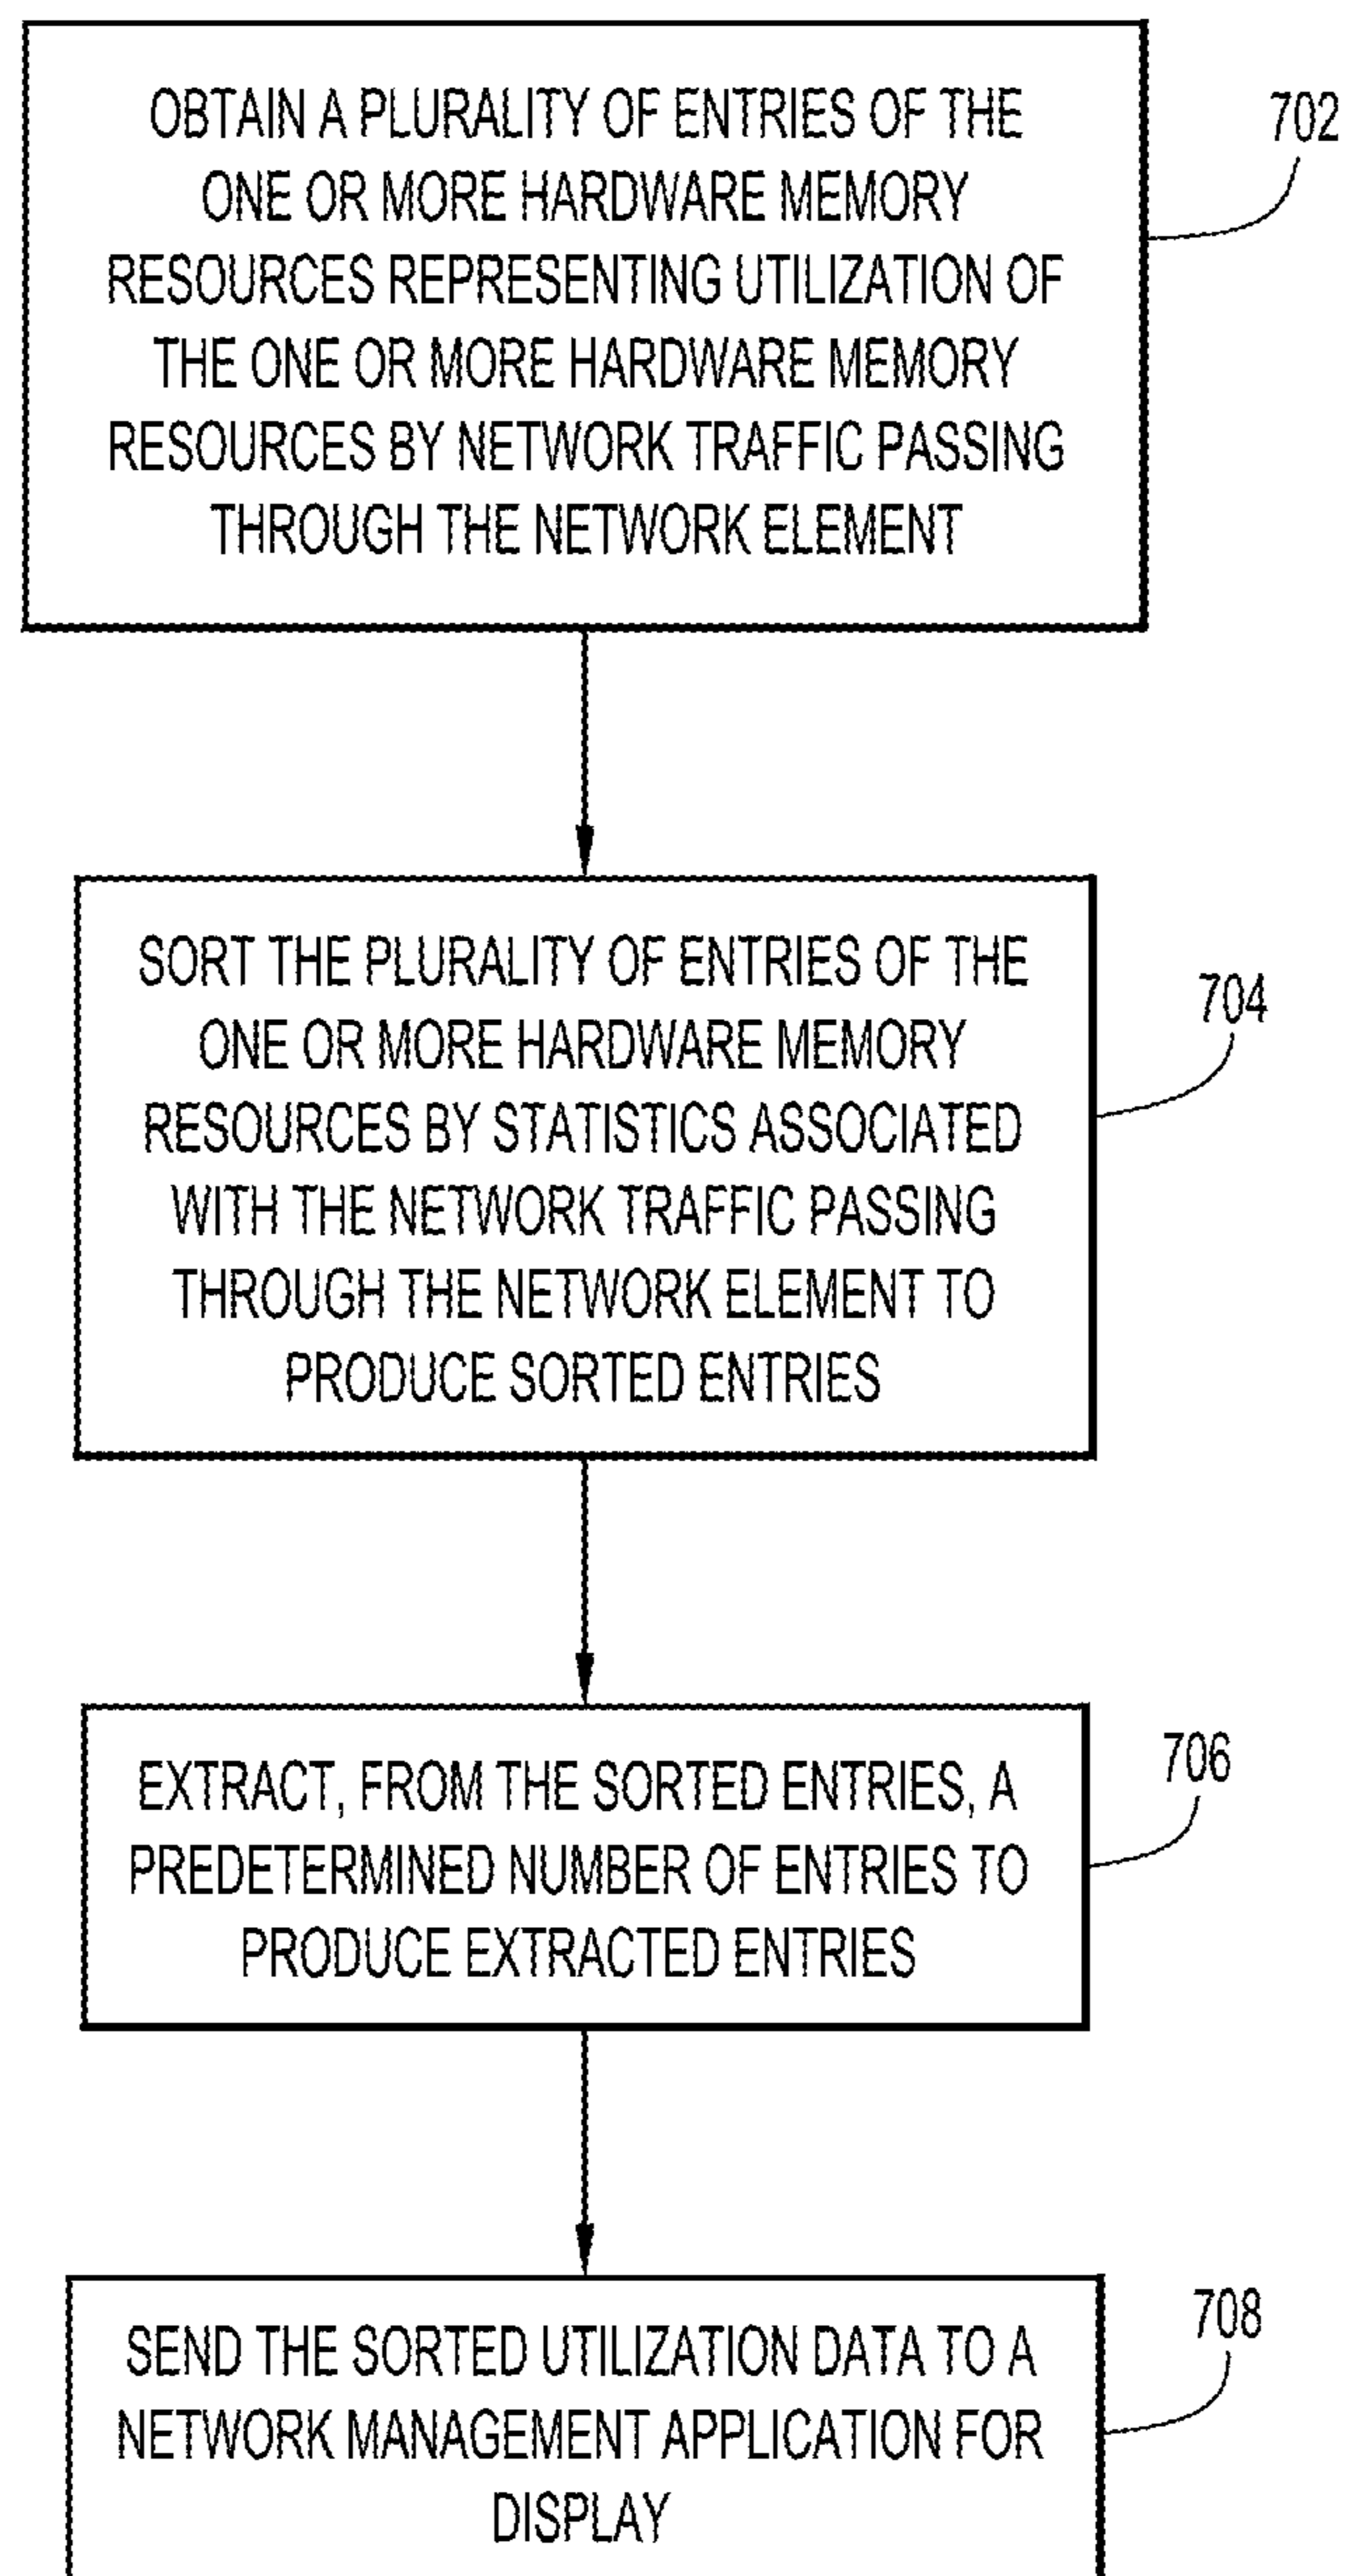 OBTAIN A PLURALITY OF ENTRIES OF THE
ONE OR MORE HARDWARE MEMORY
RESOURCES REPRESENTING UTILIZATION OF
THE ONE OR MORE HARDWARE MEMORY
RESOURCES BY NETWORK TRAFFIC PASSING
THROUGH THE NETWORK ELEMENT
702
SORT THE PLURALITY OF ENTRIES OF THE
ONE OR MORE HARDWARE MEMORY
RESOURCES BY STATISTICS ASSOCIATED
WITH THE NETWORK TRAFFIC PASSING
THROUGH THE NETWORK ELEMENT TO
PRODUCE SORTED ENTRIES
704
EXTRACT, FROM THE SORTED ENTRIES, A
PREDETERMINED NUMBER OF ENTRIES TO
PRODUCE EXTRACTED ENTRIES
706
SEND THE SORTED UTILIZATION DATA TO A
NETWORK MANAGEMENT APPLICATION FOR
DISPLAY
708